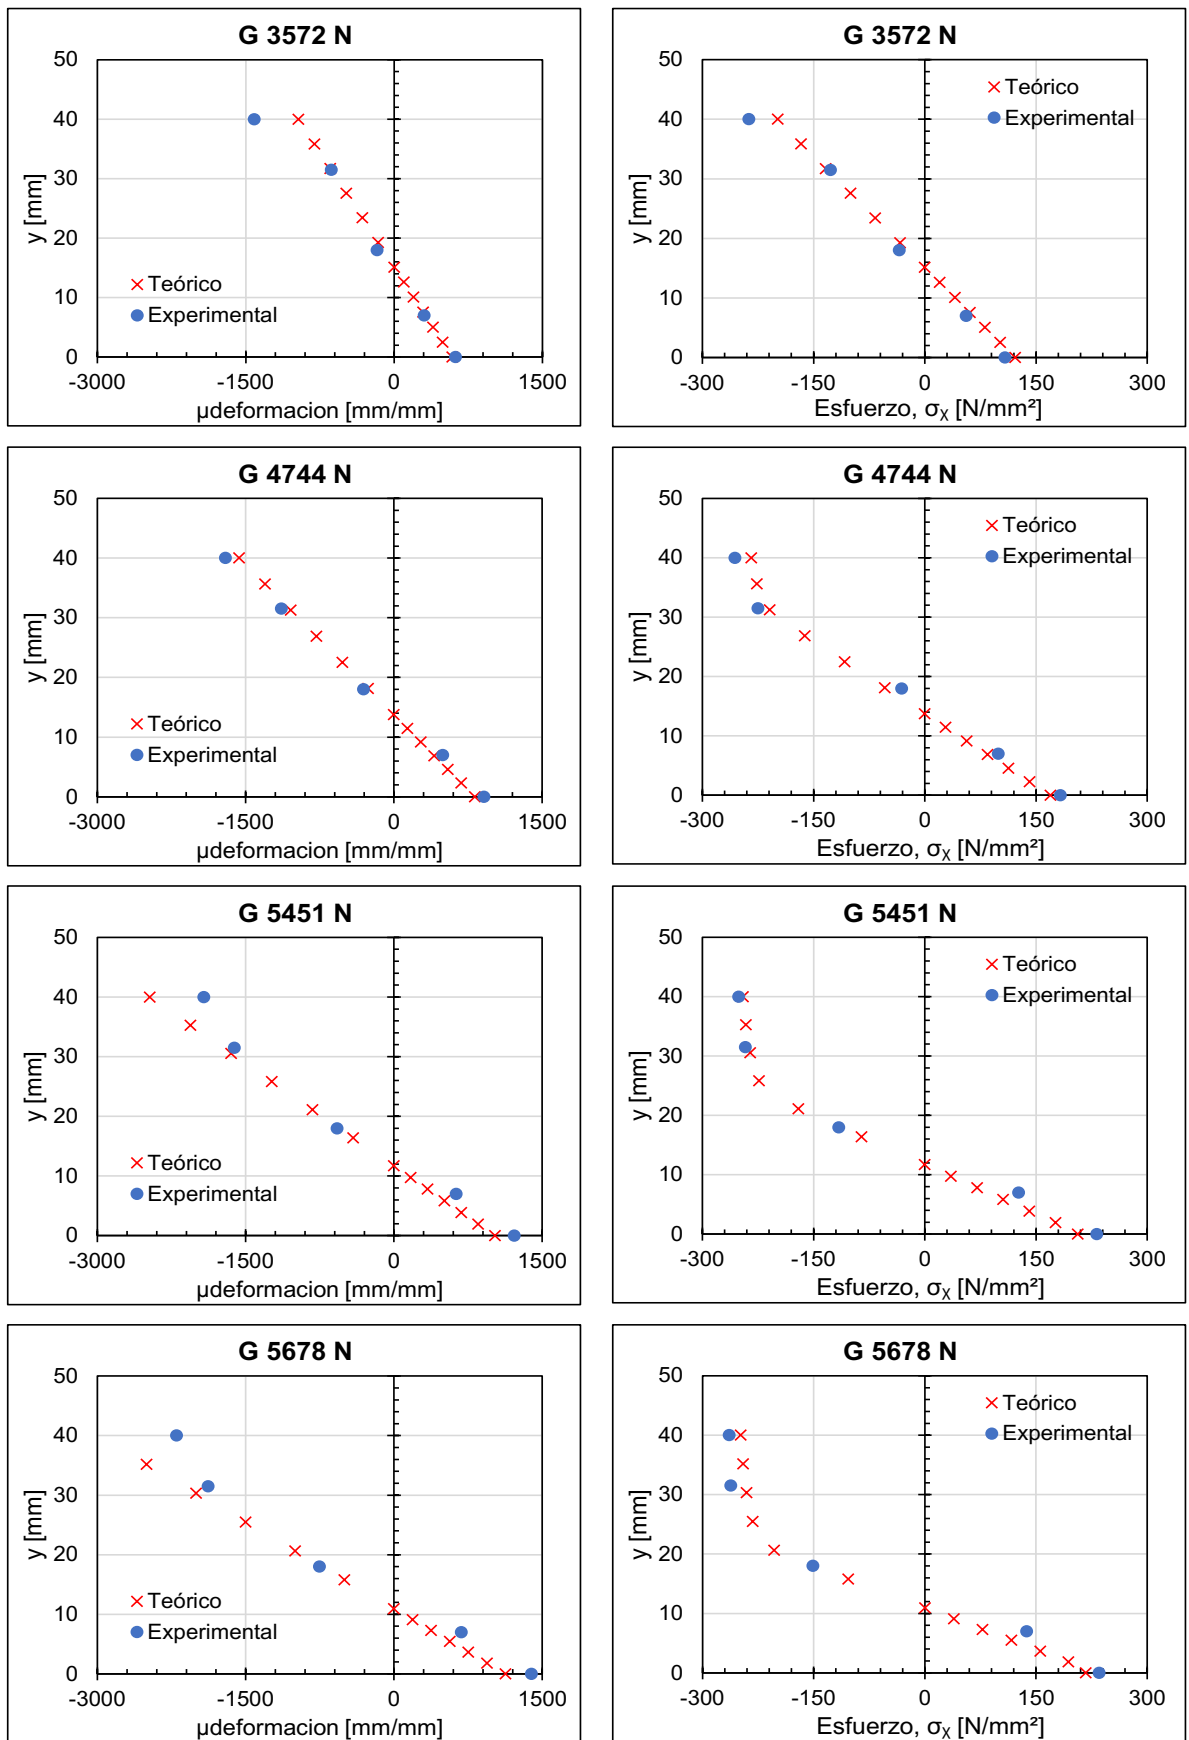 G 3572 N
50
40
30
20
10
0
y [mm]
Teórico
Experimental
-3000 -1500 0 1500
µdeformacion [mm/mm]
G 3572 N
50
40
30
20
10
0
y [mm]
Teórico
Experimental
-300 -150 0 150 300
Esfuerzo, σX [N/mm²]
G 4744 N
50
40
30
20
10
0
y [mm]
Teórico
Experimental
-3000 -1500 0 1500
µdeformacion [mm/mm]
G 4744 N
50
40
30
20
10
0
y [mm]
Teórico
Experimental
-300 -150 0 150 300
Esfuerzo, σX [N/mm²]
G 5451 N
50
40
30
20
10
0
y [mm]
Teórico
Experimental
-3000 -1500 0 1500
µdeformacion [mm/mm]
G 5451 N
50
40
30
20
10
0
y [mm]
Teórico
Experimental
-300 -150 0 150 300
Esfuerzo, σX [N/mm²]
G 5678 N
50
40
30
20
10
0
y [mm]
Teórico
Experimental
-3000 -1500 0 1500
µdeformacion [mm/mm]
G 5678 N
50
40
30
20
10
0
y [mm]
Teórico
Experimental
-300 -150 0 150 300
Esfuerzo, σX [N/mm²]